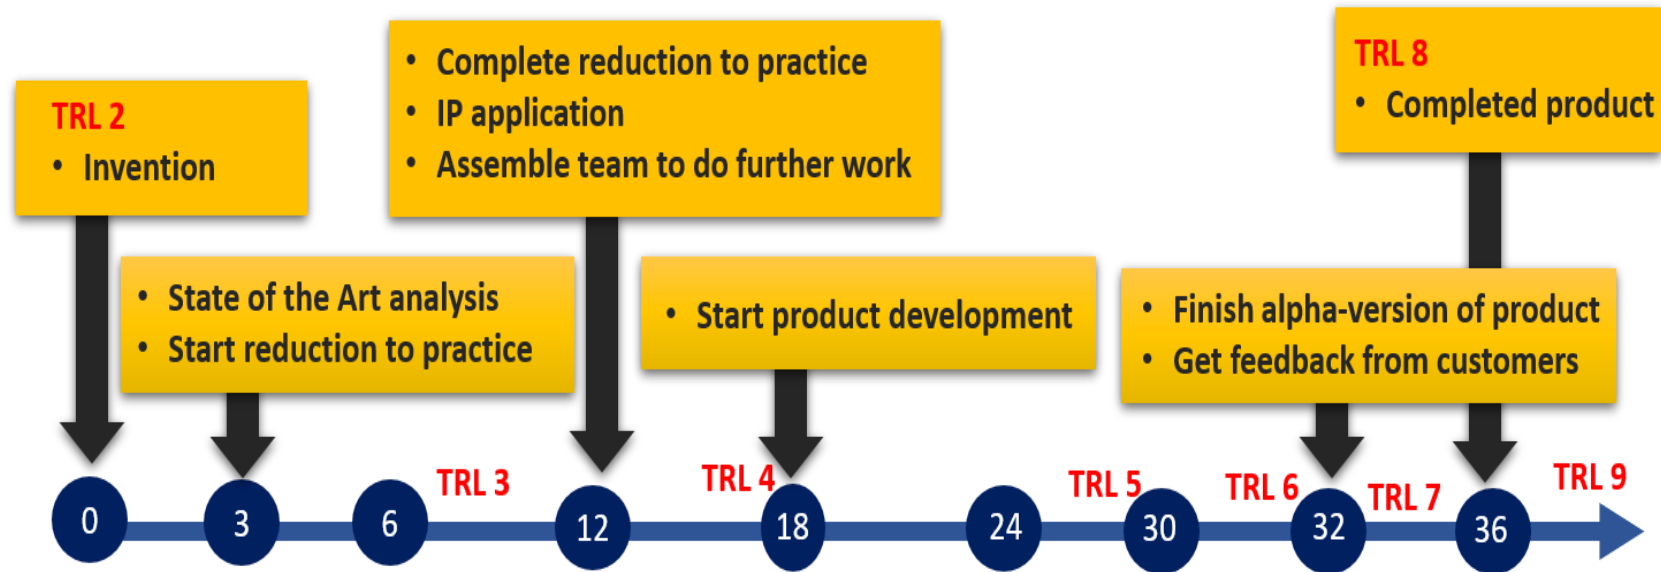 TRL 2
• Invention
• State of the Art analysis
• Start reduction to practice
• Complete reduction to practice
• IP application
• Assemble team to do further work
• Start product development
• Finish alpha-version of product
• Get feedback from customers
TRL 8
• Completed product
TRL 3
TRL 4
TRL 5
TRL 6
TRL 7
TRL 9
0
3
6
12
18
24
30
32
36